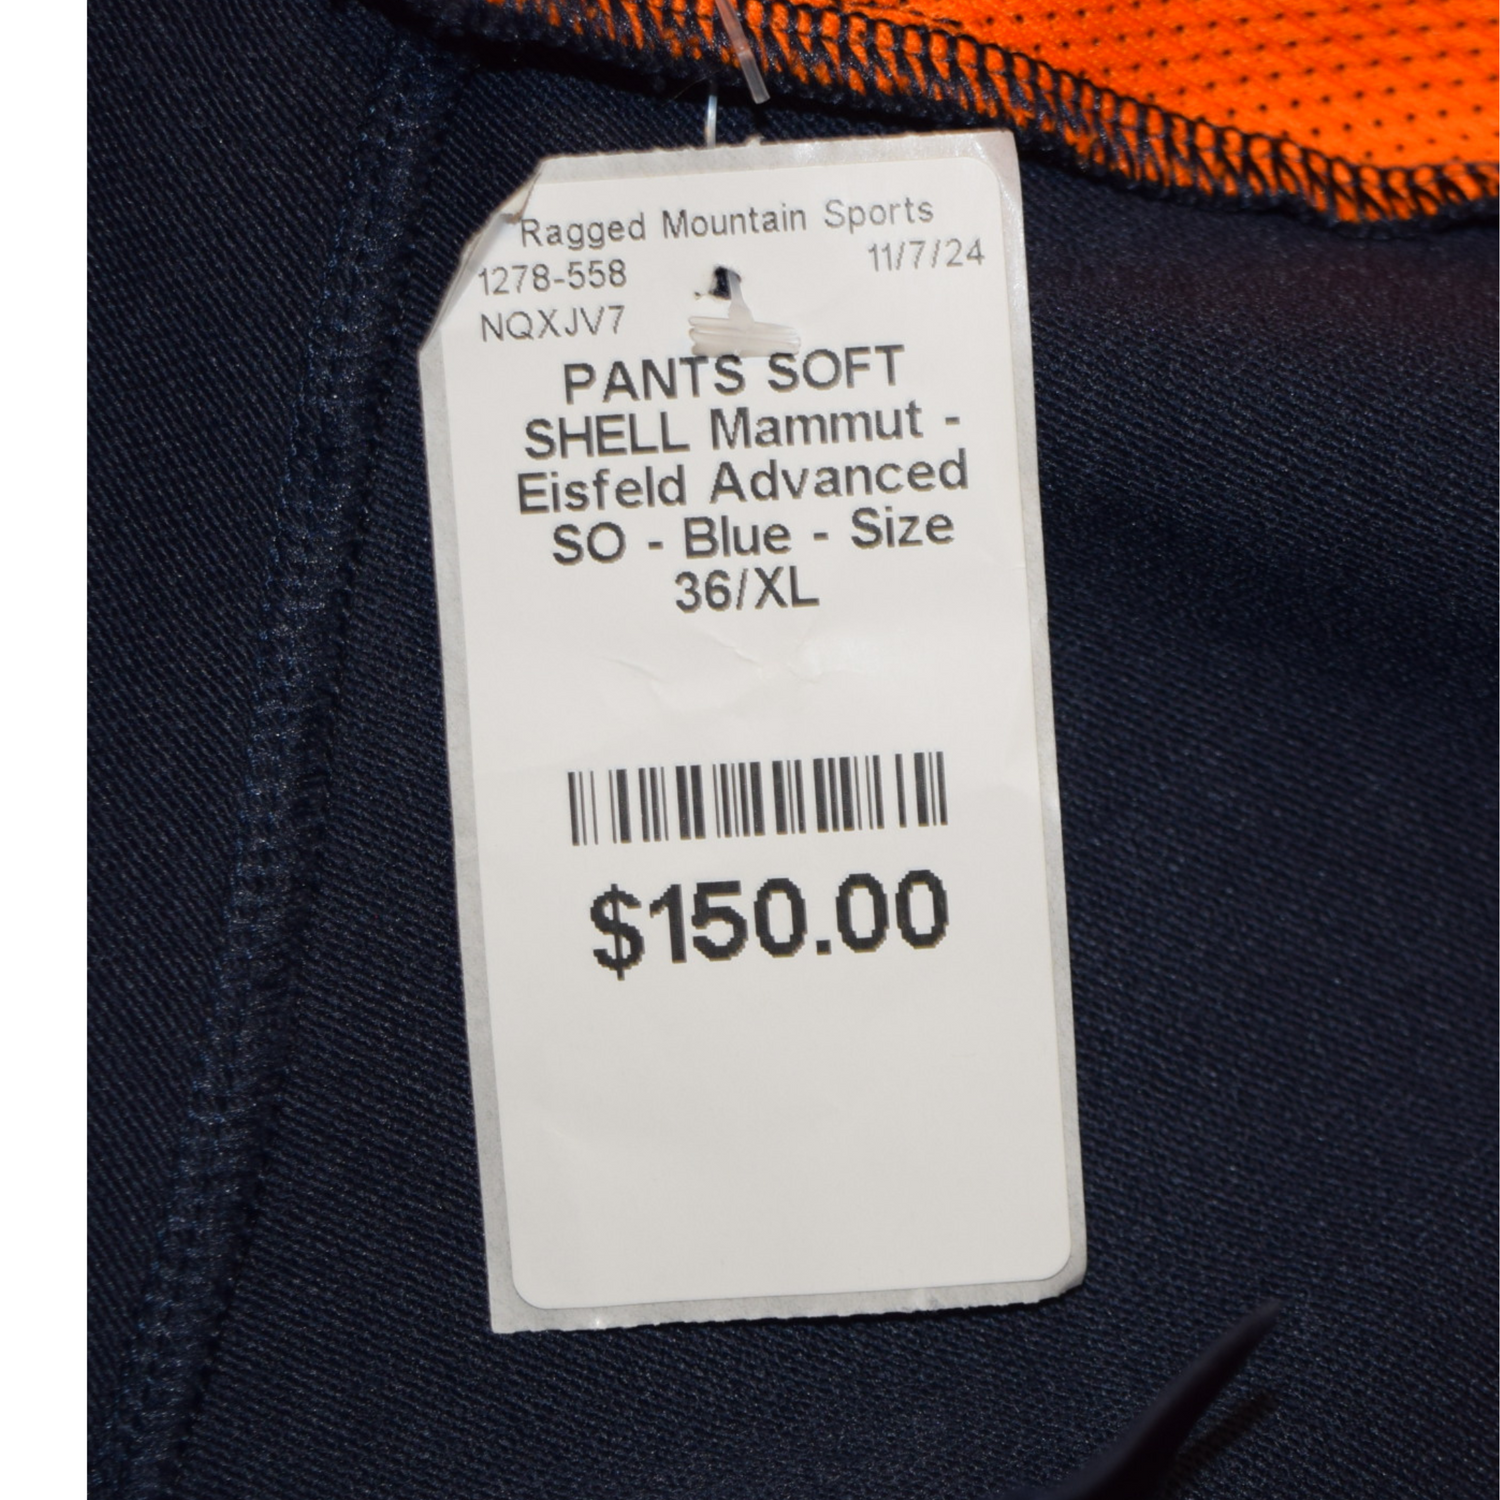 Ragged Mountain Sports
1278-558 11/7/24
NQXJV7
PANTS SOFT
SHELL Mammut -
Eisfeld Advanced
SO - Blue - Size
36/XL
$150.00